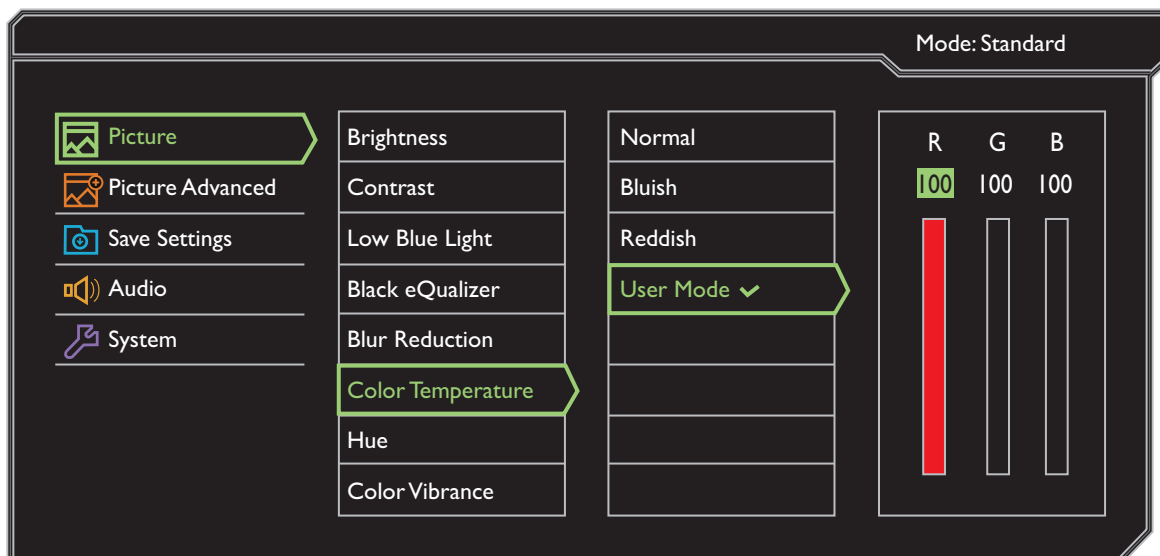 Mode: Standard
Picture
Picture Advanced
Save Settings
Audio
System
Brightness
Contrast
Low Blue Light
Black eQualizer
Blur Reduction
Color Temperature
Hue
Color Vibrance
Normal
Bluish
Reddish
User Mode
R G B
100 100 100